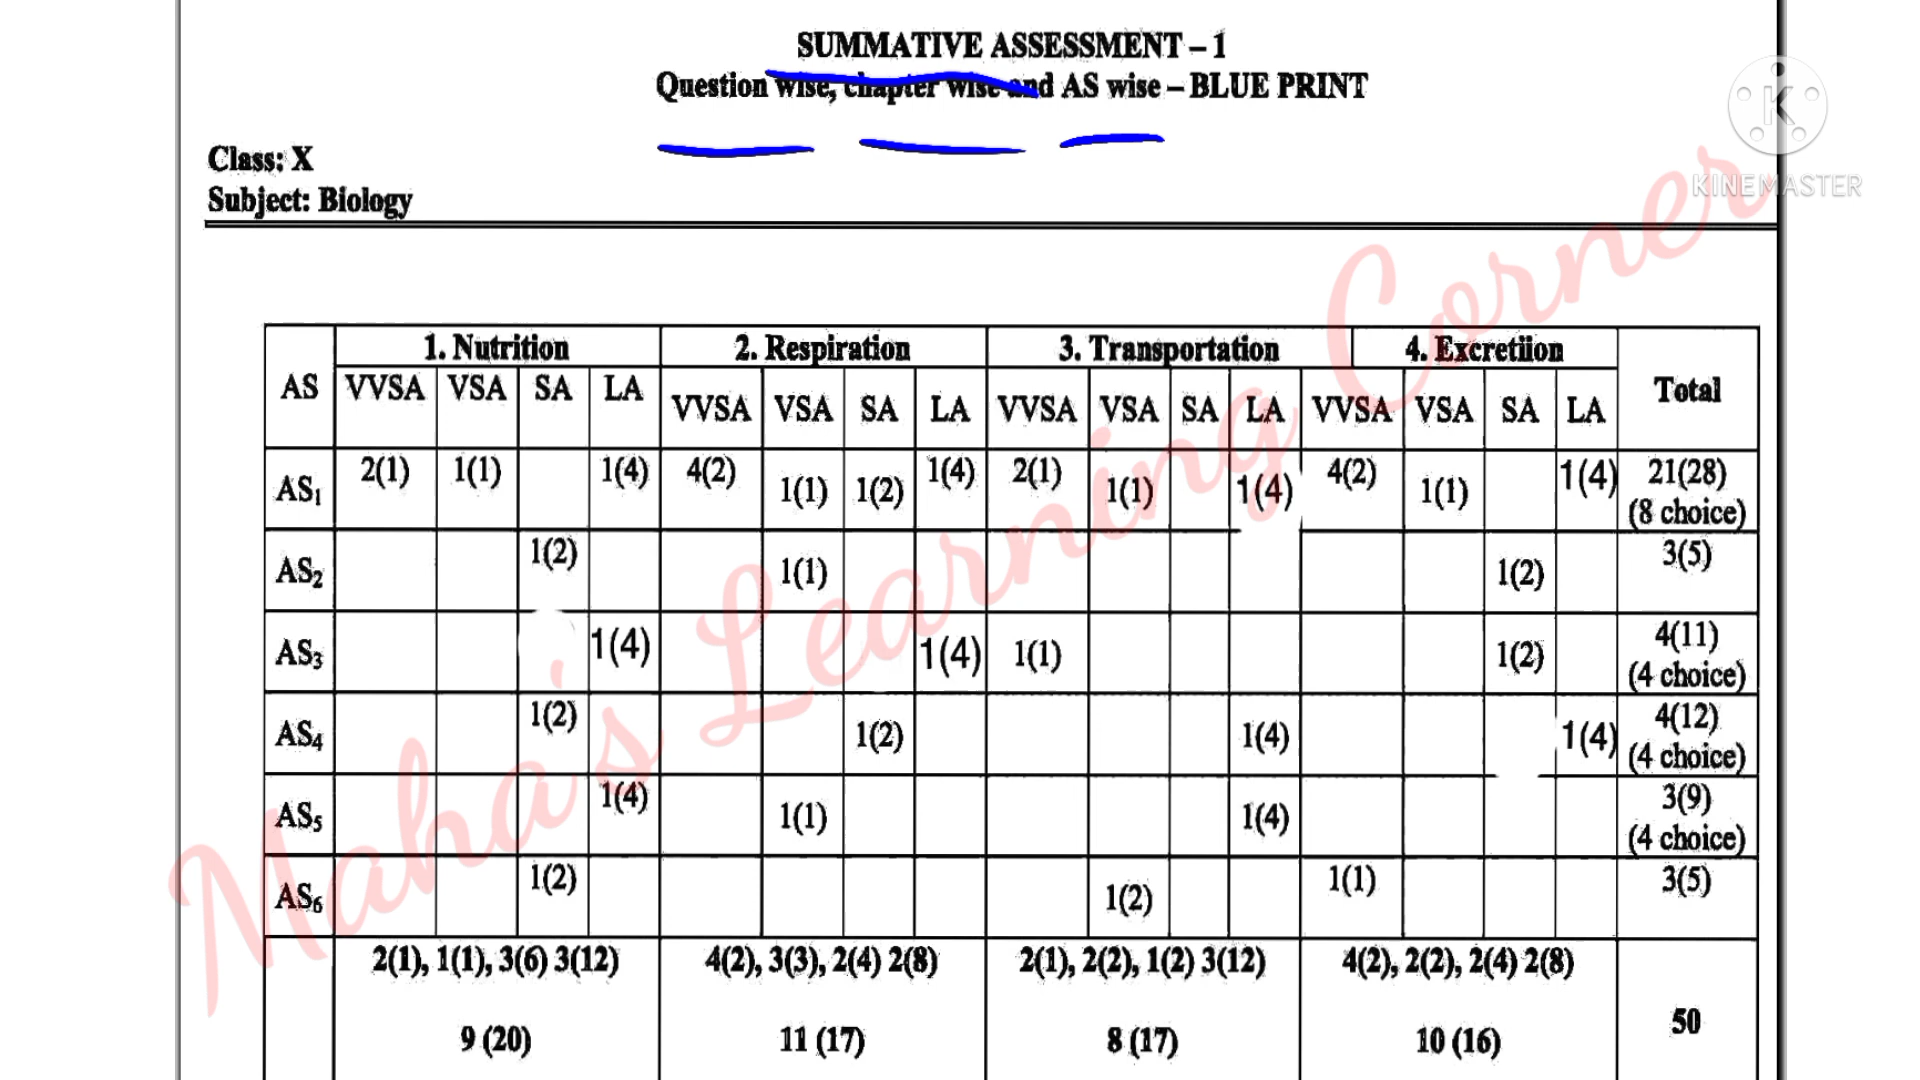 SUMMATIVE ASSESSMENT – 1
Question wise, chapter wise and AS wise – BLUE PRINT
K
KINEMASTER
Class: X
Subject: Biology
AS 1. Nutrition 2. Respiration 3. Transportation 4. Excretiion Total
VVSA VSA SA LA VVSA VSA SA LA VVSA VSA SA LA VVSA VSA SA LA
AS1 2(1) 1(1) 1(4) 4(2) 1(1) 1(2) 1(4) 2(1) 1(1) 1(4) 4(2) 1(1) 1(4) 21(28)
(8 choice)
AS2 1(2) 1(1) 1(2) 3(5)
AS3 1(4) 1(4) 1(1) 1(2) 4(11)
(4 choice)
AS4 1(2) 1(2) 1(4) 1(4) 4(12)
(4 choice)
AS5 1(4) 1(1) 1(4) 3(9)
(4 choice)
AS6 1(2) 1(2) 1(1) 3(5)
2(1), 1(1), 3(6) 3(12) 4(2), 3(3), 2(4) 2(8) 2(1), 2(2), 1(2) 3(12) 4(2), 2(2), 2(4) 2(8)
9 (20) 11 (17) 8 (17) 10 (16) 50
Maha's Learning Corner